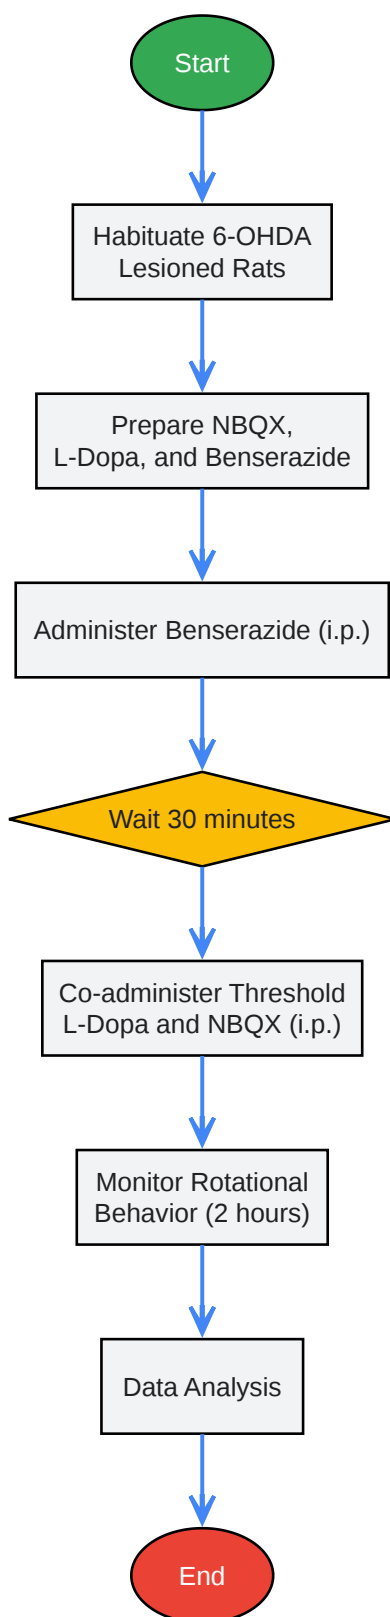 Start
Habituate 6-OHDA
Lesioned Rats
Prepare NBQX,
L-Dopa, and Benserazide
Administer Benserazide (i.p.)
Wait 30 minutes
Co-administer Threshold
L-Dopa and NBQX (i.p.)
Monitor Rotational
Behavior (2 hours)
Data Analysis
End